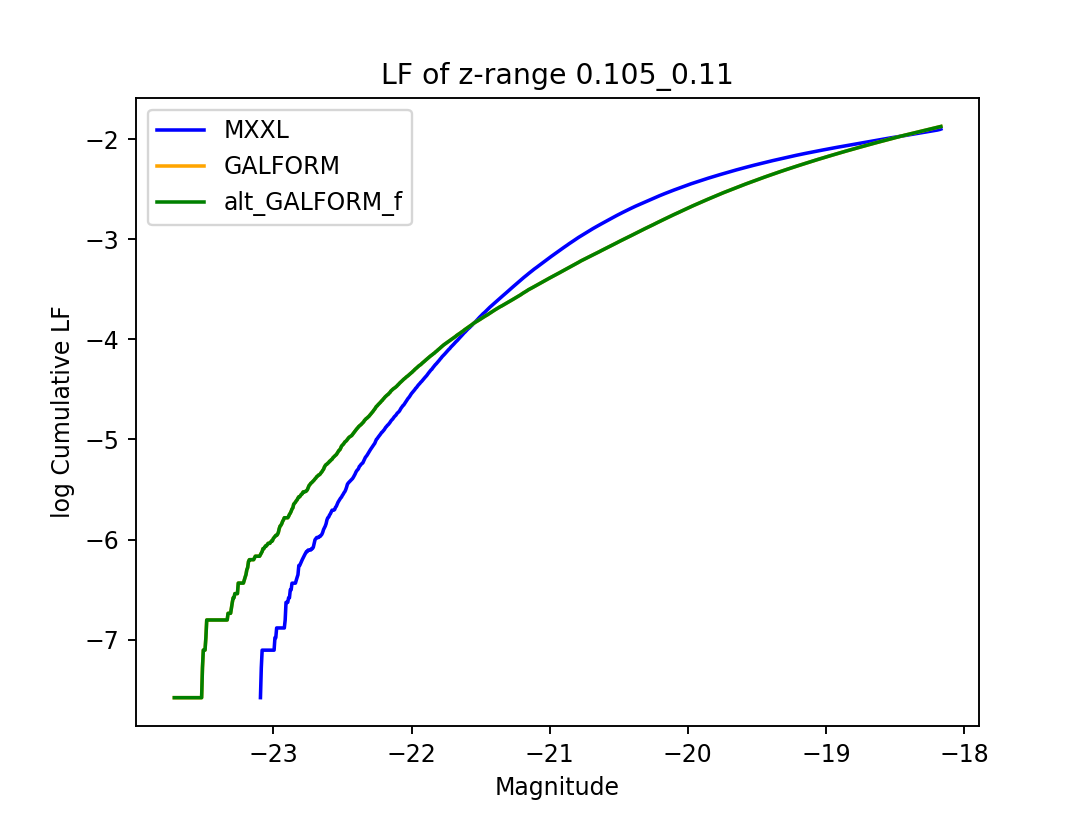 LF of z-range 0.105_0.11
MXXL
GALFORM
alt_GALFORM_f
log Cumulative LF
−2
−3
−4
−5
−6
−7
−23
−22
−21
−20
−19
−18
Magnitude